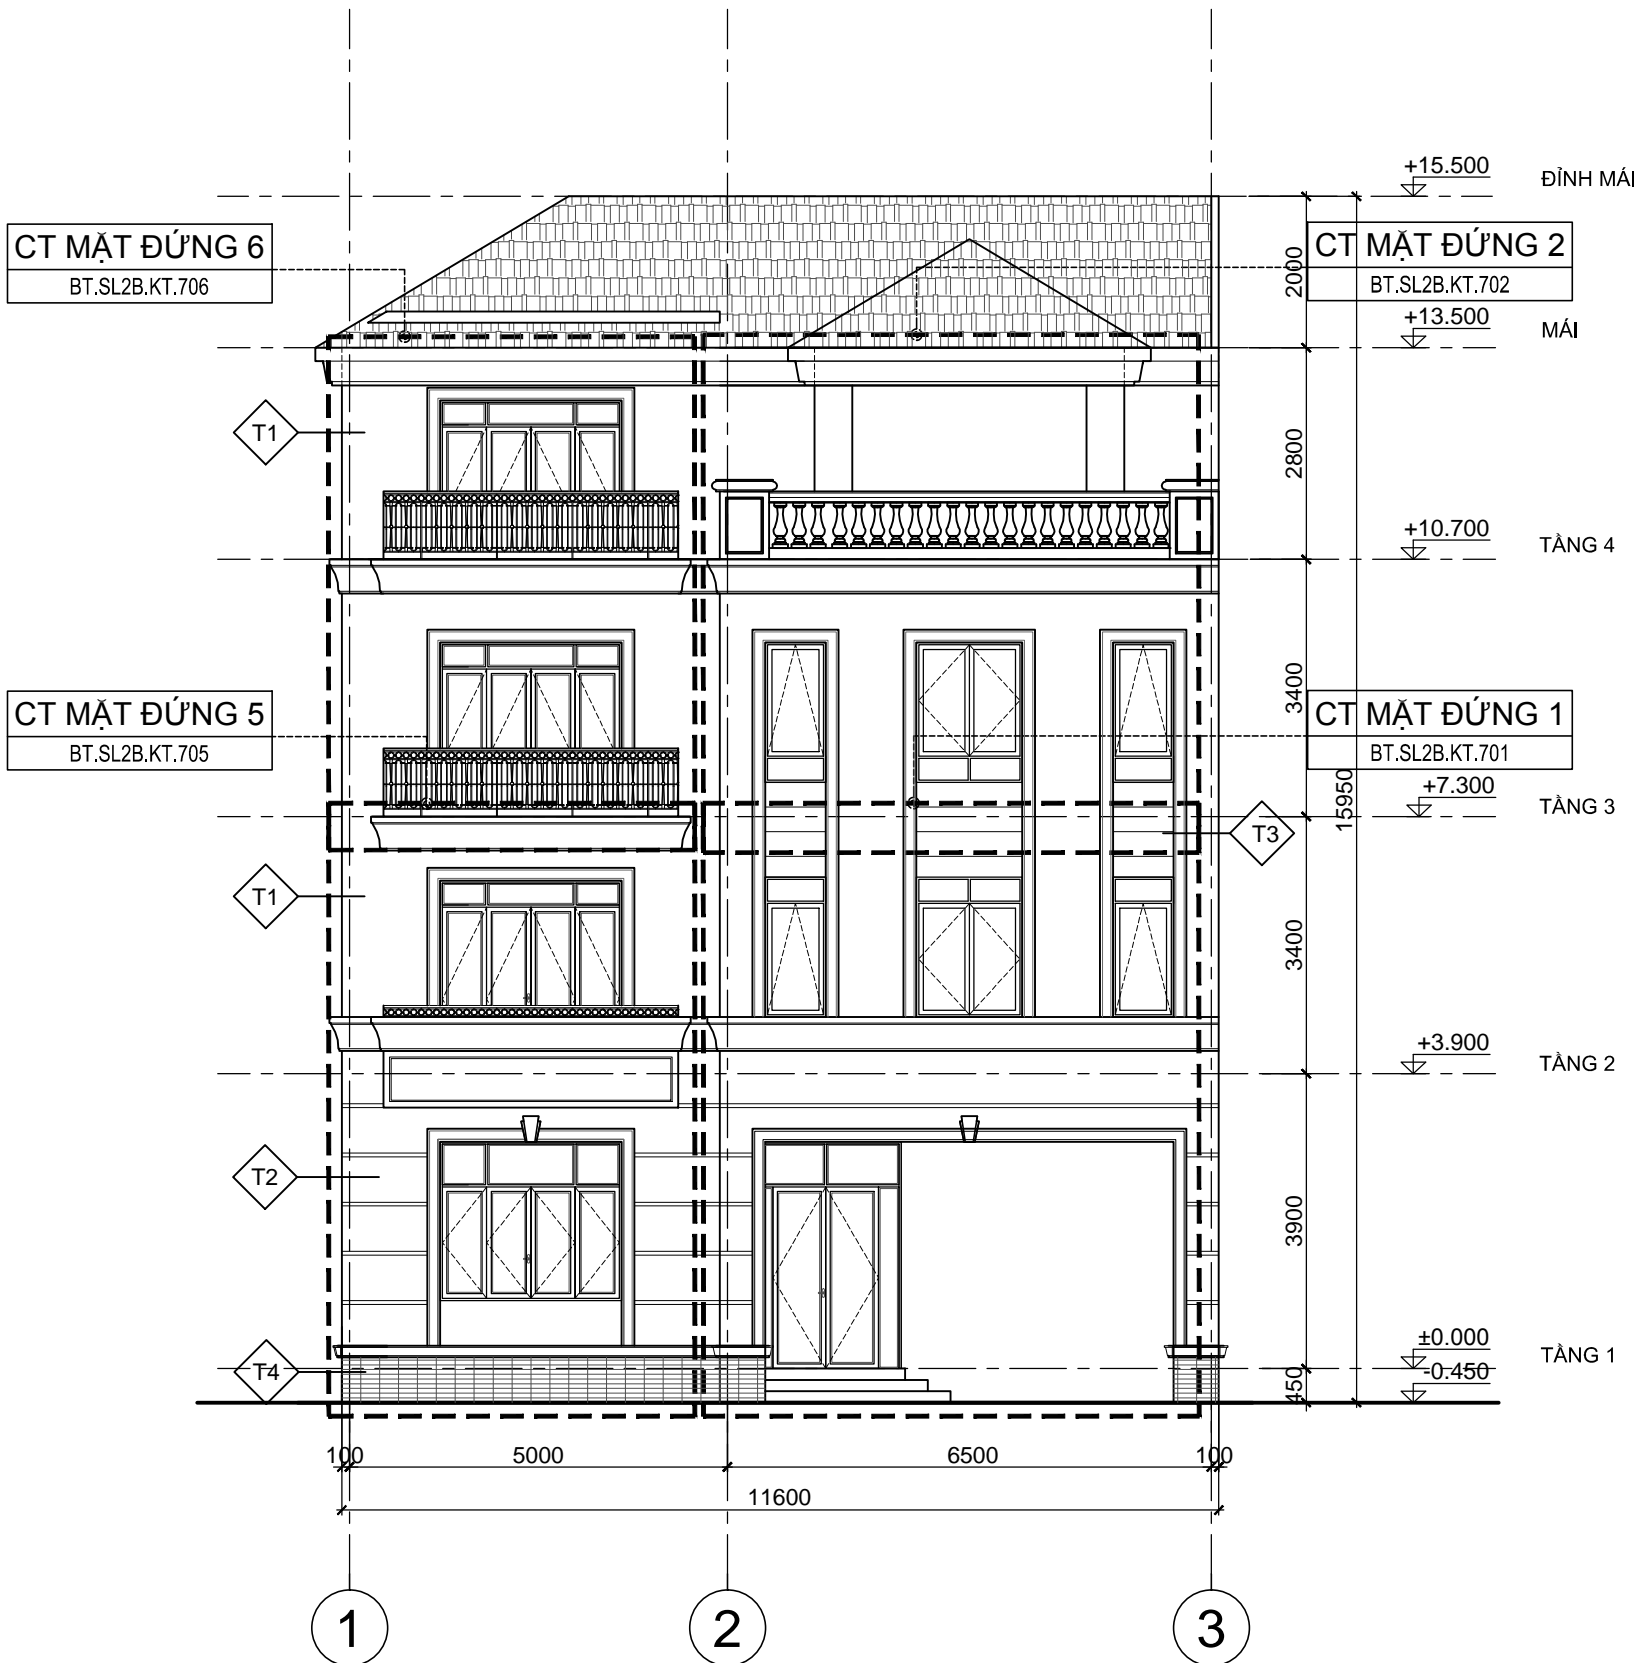 +15.500
ĐỈNH MÁI
CT MẶT ĐỨNG 6
BT.SL2B.KT.706
2000
CT MẶT ĐỨNG 2
BT.SL2B.KT.702
+13.500
MÁI
T1
2800
+10.700
TẦNG 4
3400
CT MẶT ĐỨNG 5
BT.SL2B.KT.705
CT MẶT ĐỨNG 1
BT.SL2B.KT.701
+7.300
TẦNG 3
15950
T3
T1
3400
+3.900
TẦNG 2
T2
3900
±0.000
TẦNG 1
T4
-0.450
450
100
5000
6500
100
11600
1
2
3